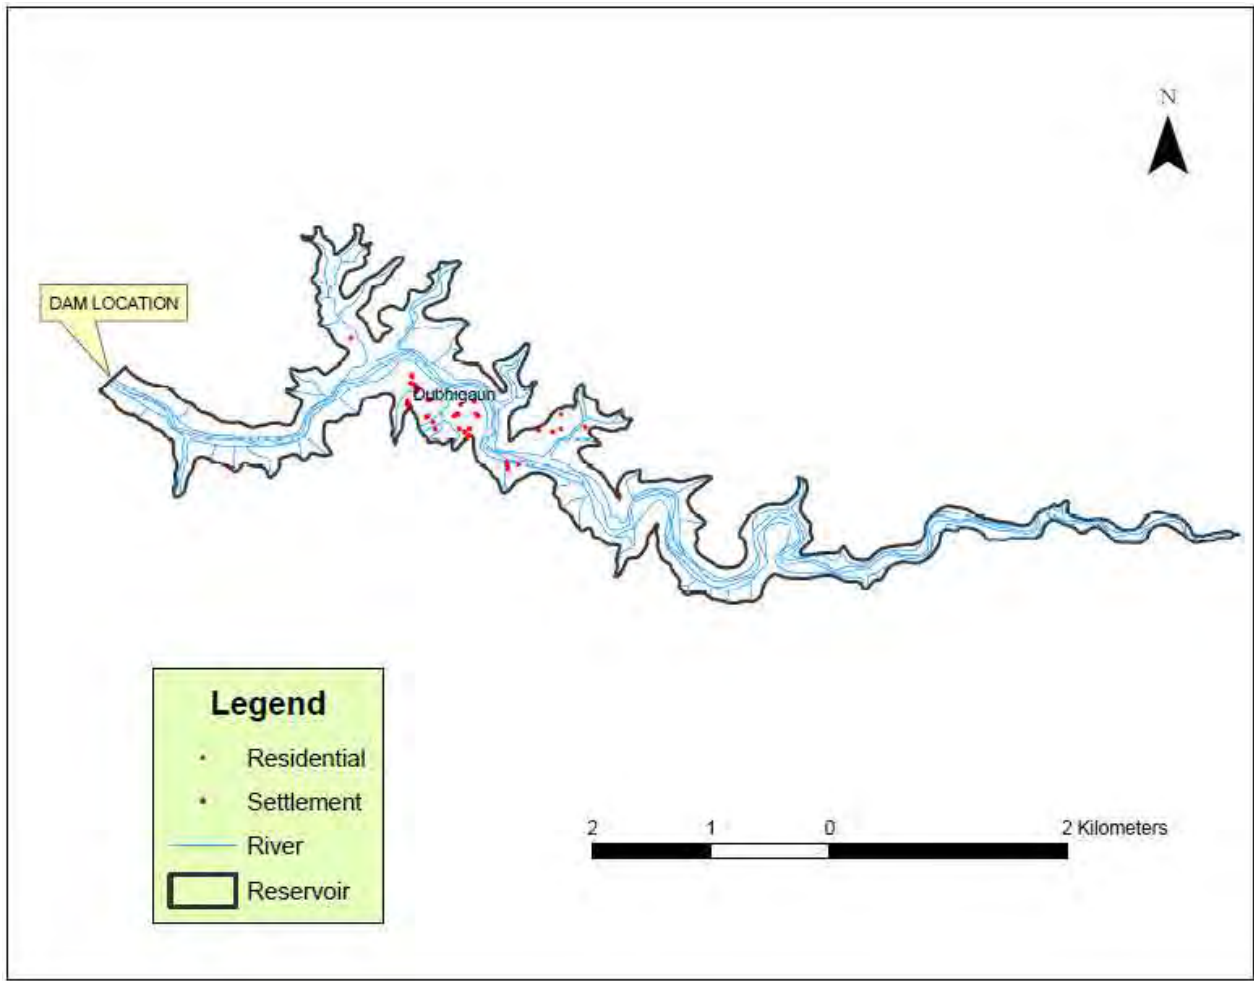 N
DAM LOCATION
Dubhigaun
Legend
Residential
Settlement
River
Reservoir
2 1 0 2 Kilometers